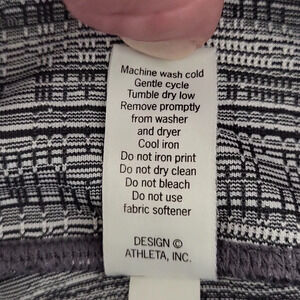 Machine wash cold
Gentle cycle
Tumble dry low
Remove promptly
from washer
and dryer
Cool iron
Do not iron print
Do not dry clean
Do not bleach
Do not use
fabric softener
DESIGN ©
ATHLETA, INC.